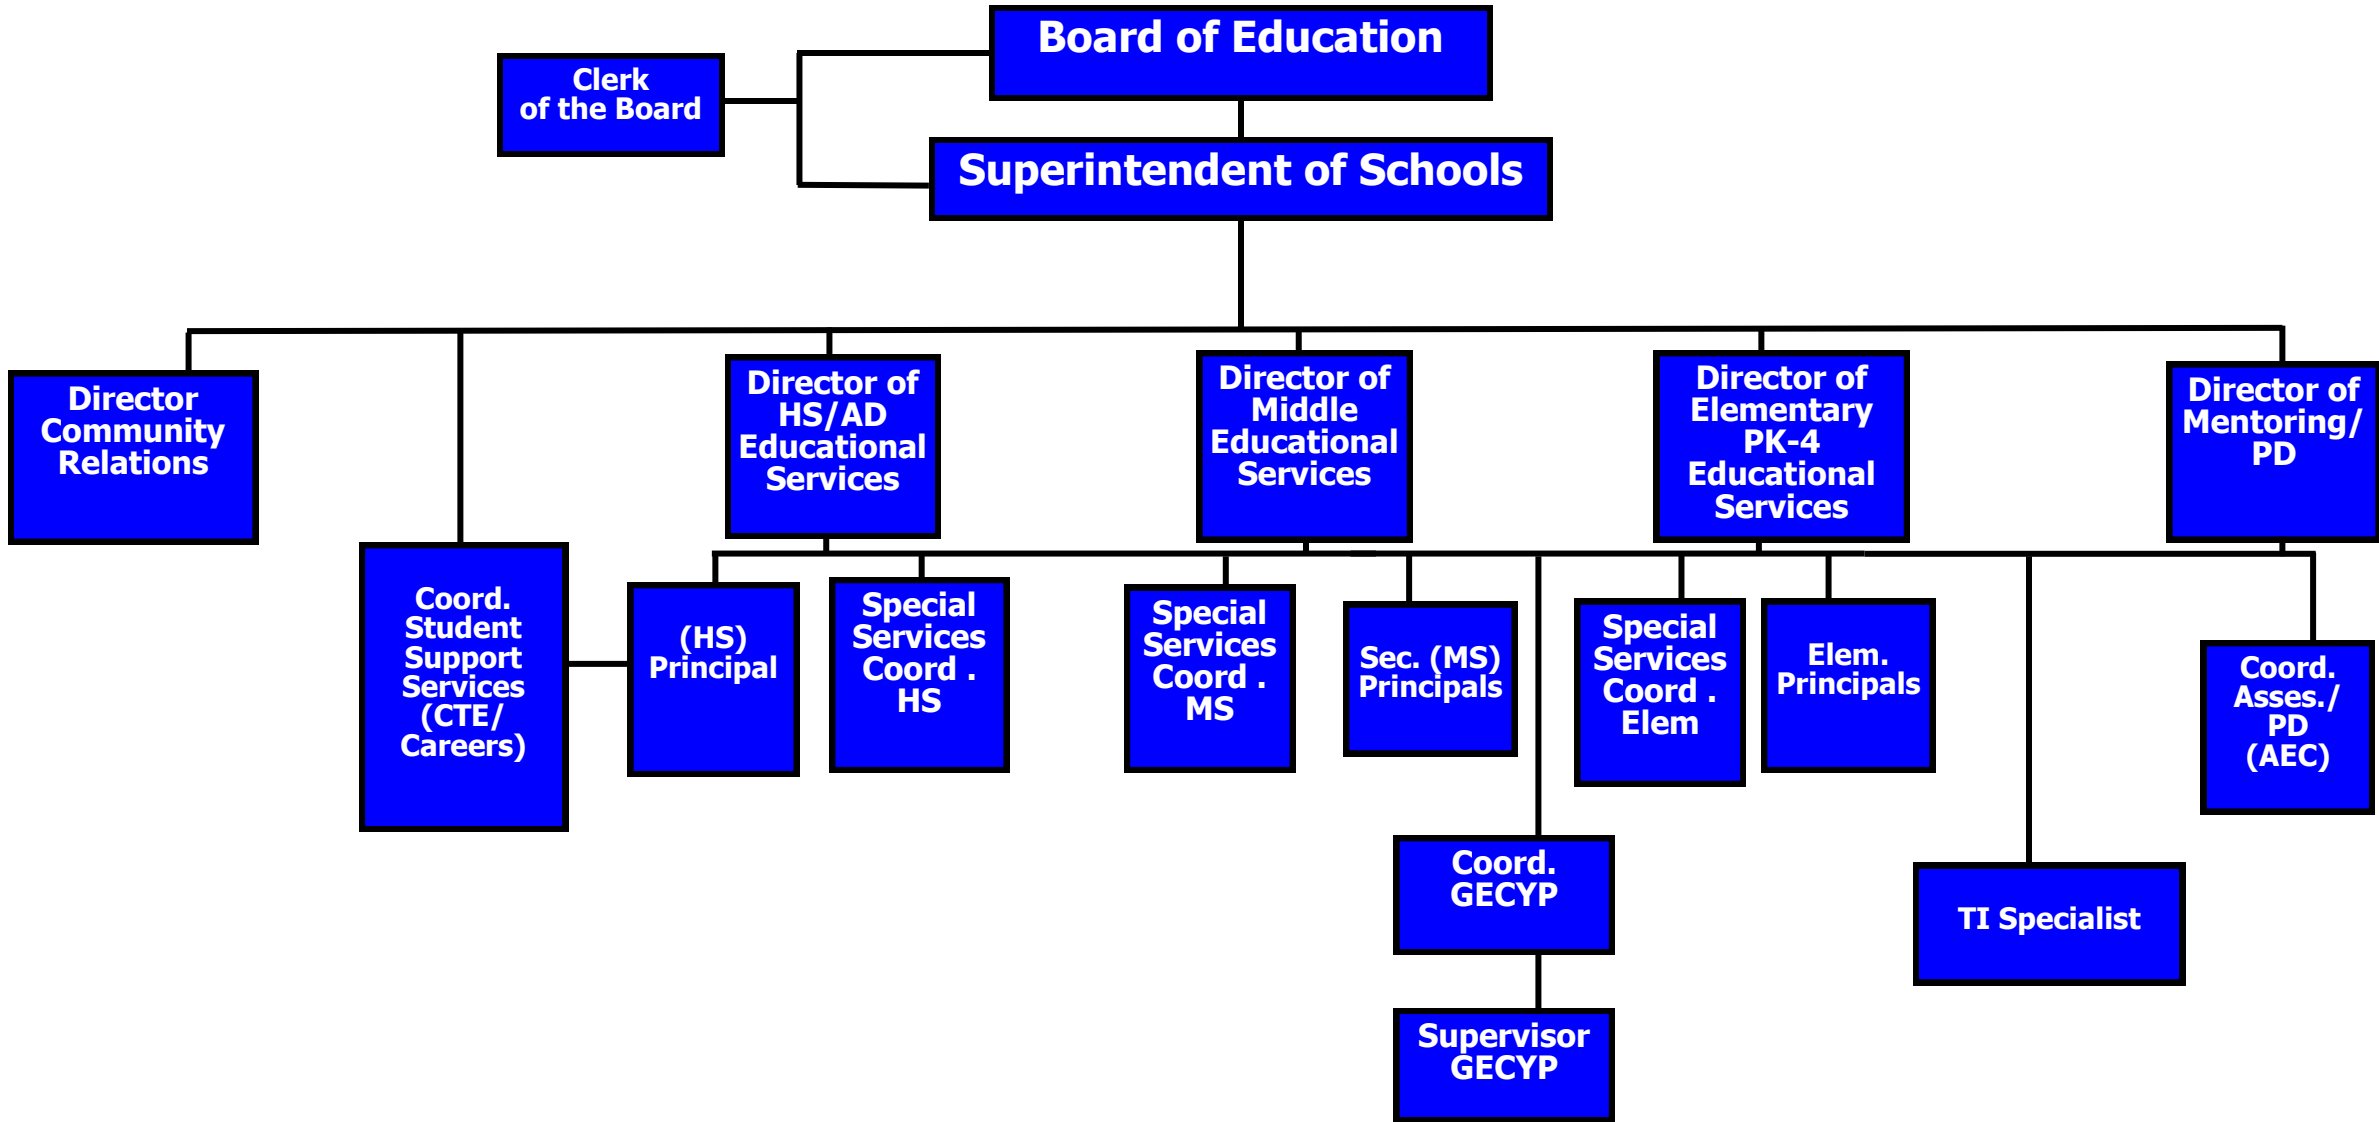 Board of Education
Clerk
of the Board
Superintendent of Schools
Director
Community
Relations
Director of
HS/AD
Educational
Services
Director of
Middle
Educational
Services
Director of
Elementary
PK-4
Educational
Services
Director of
Mentoring/
PD
Coord.
Student
Support
Services
(CTE/
Careers)
(HS)
Principal
Special
Services
Coord .
HS
Special
Services
Coord .
MS
Sec. (MS)
Principals
Special
Services
Coord .
Elem
Elem.
Principals
Coord.
Asses./
PD
(AEC)
Coord.
GECYP
TI Specialist
Supervisor
GECYP